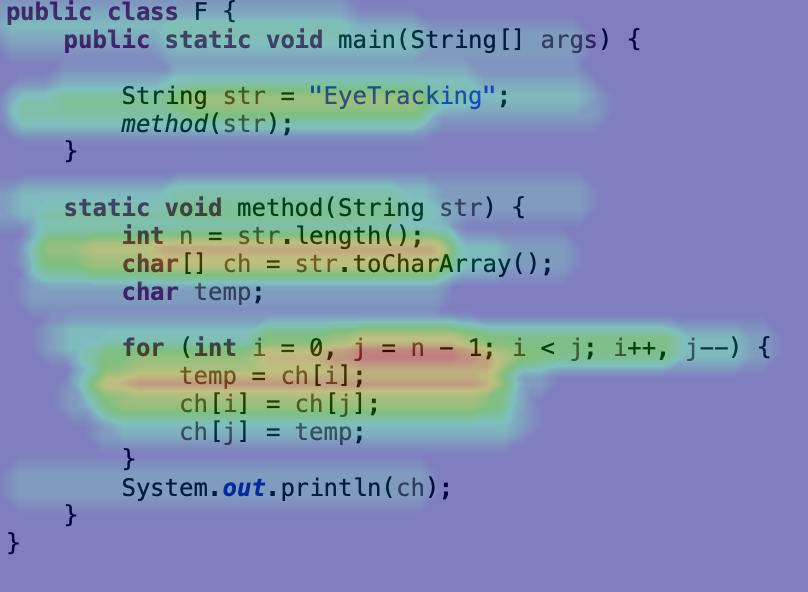 public class F {
    public static void main(String[] args) {
        String str = "EyeTracking";
        method(str);
    }
    static void method(String str) {
        int n = str.length();
        char[] ch = str.toCharArray();
        char temp;
        for (int i = 0, j = n - 1; i < j; i++, j--) {
            temp = ch[i];
            ch[i] = ch[j];
            ch[j] = temp;
        }
        System.out.println(ch);
    }
}